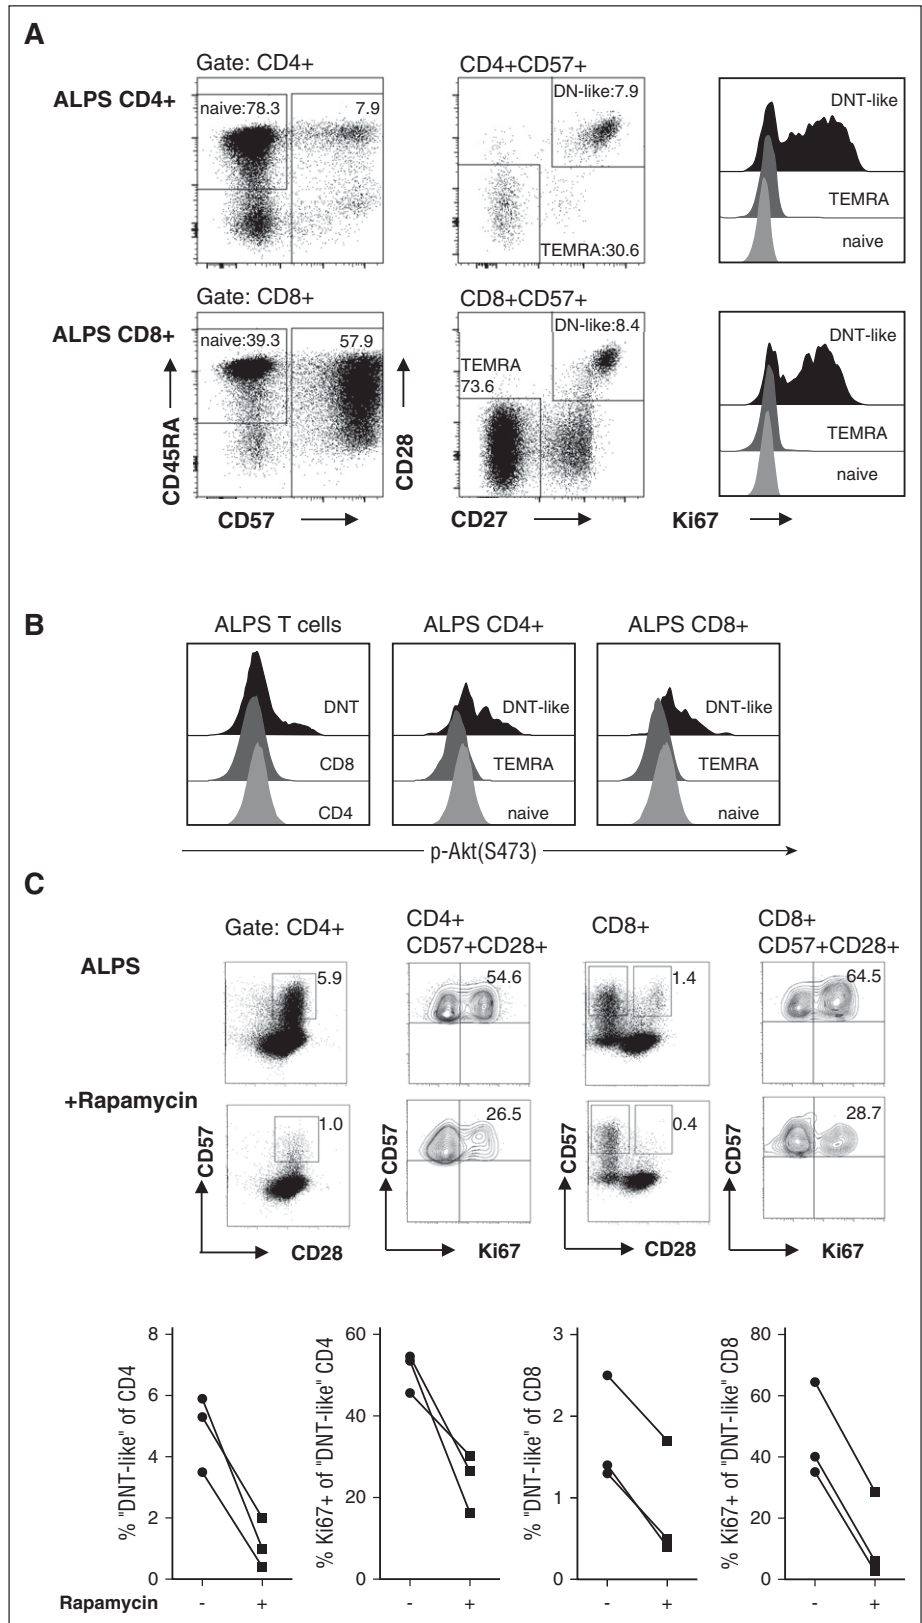 A
Gate: CD4+
CD4+CD57+
ALPS CD4+
naive:78.3
7.9
DN-like:7.9
TEMRA:30.6
DNT-like
TEMRA
naive
Gate: CD8+
CD8+CD57+
ALPS CD8+
naive:39.3
57.9
DN-like:8.4
TEMRA
73.6
DNT-like
TEMRA
naive
CD45RA
CD28
CD57
CD27
Ki67
B
ALPS T cells
ALPS CD4+
ALPS CD8+
DNT
CD8
CD4
DNT-like
TEMRA
naive
DNT-like
TEMRA
naive
p-Akt(S473)
C
Gate: CD4+
CD4+
CD57+CD28+
CD8+
CD8+
CD57+CD28+
ALPS
5.9
54.6
1.4
64.5
+Rapamycin
1.0
26.5
0.4
28.7
CD57
CD57
CD57
CD57
CD28
Ki67
CD28
Ki67
% "DNT-like" of CD4
8
6
4
2
0
% Ki67+ of "DNT-like" CD4
60
40
20
0
% "DNT-like" of CD8
3
2
1
0
% Ki67+ of "DNT-like" CD8
80
60
40
20
0
Rapamycin - + - + - + - +